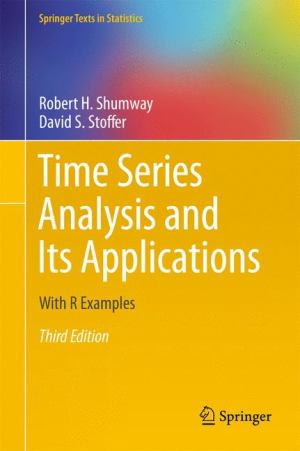 Springer Texts in Statistics
Robert H. Shumway
David S. Stoffer
Time Series
Analysis and
Its Applications
With R Examples
Third Edition
Springer